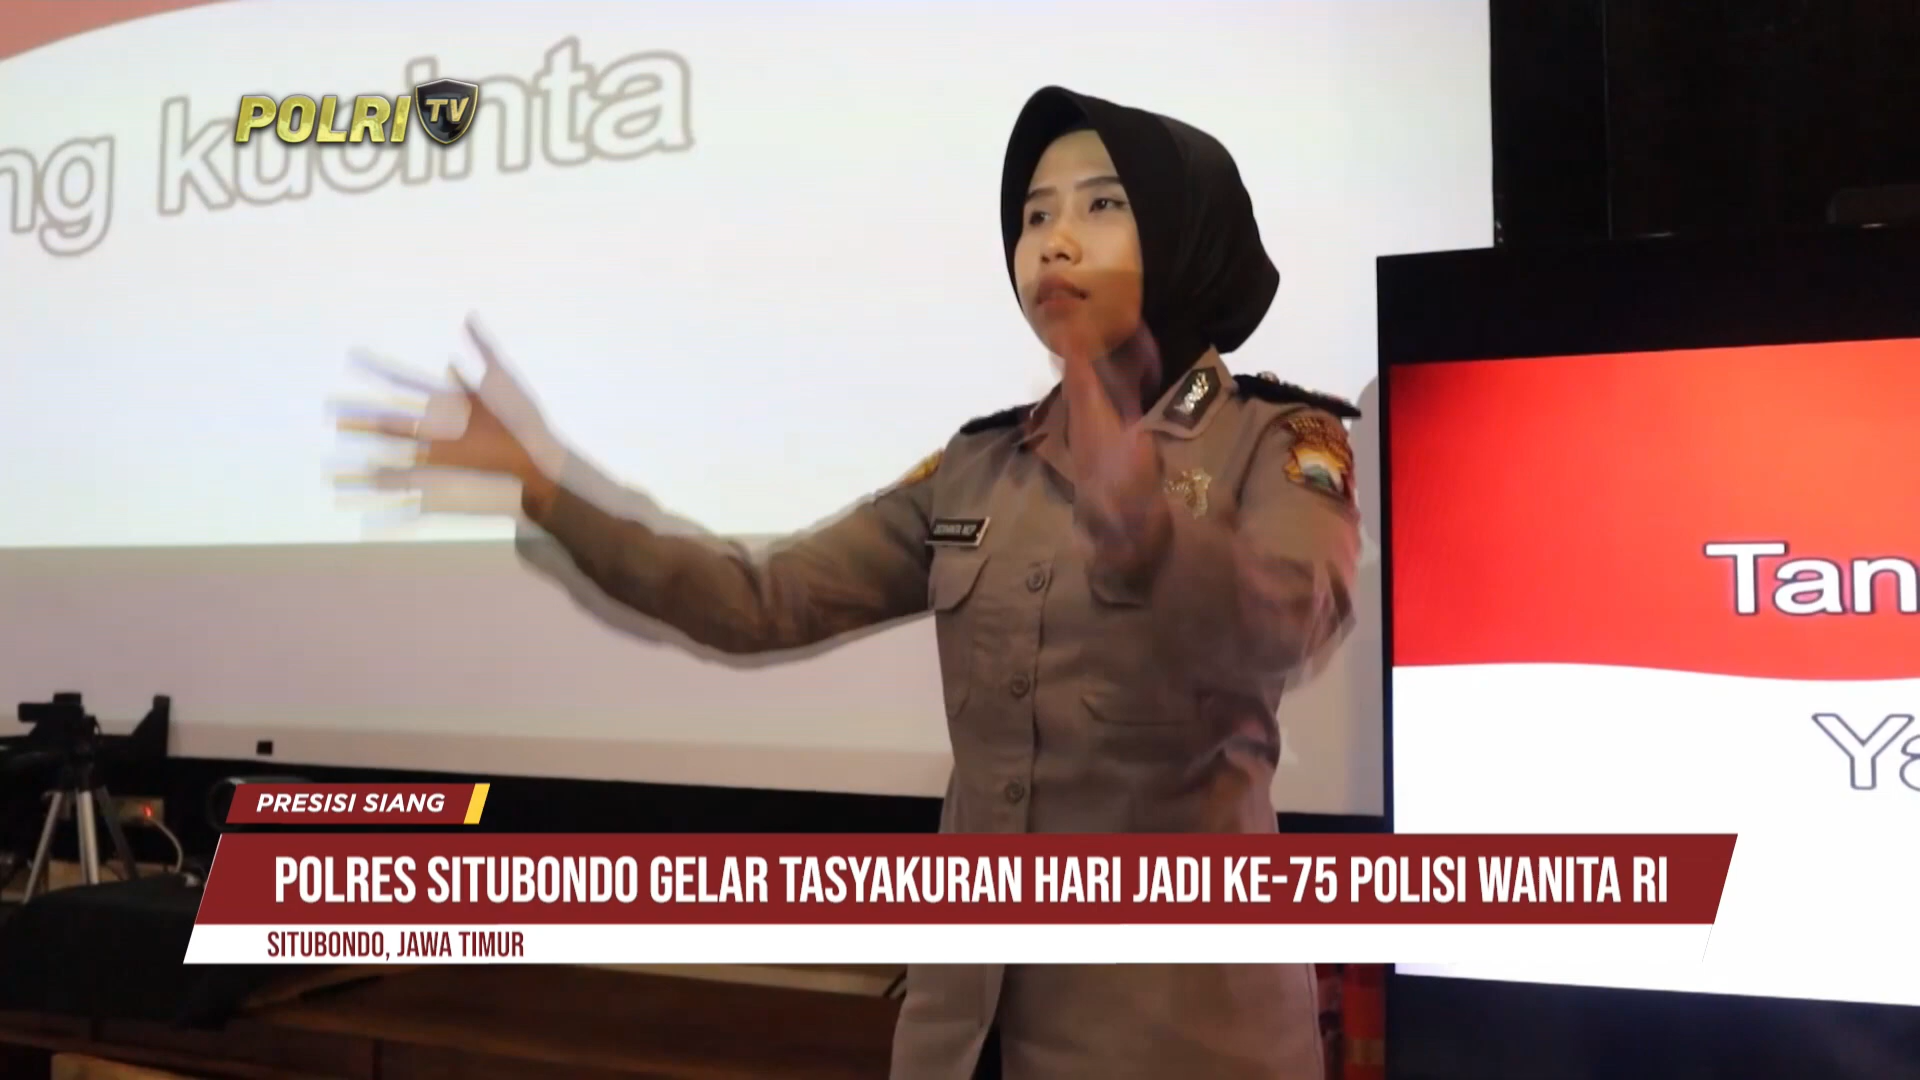 ng kucinta
POLRI TV
Tan
Ya
PRESISI SIANG
POLRES SITUBONDO GELAR TASYAKURAN HARI JADI KE-75 POLISI WANITA RI
SITUBONDO, JAWA TIMUR